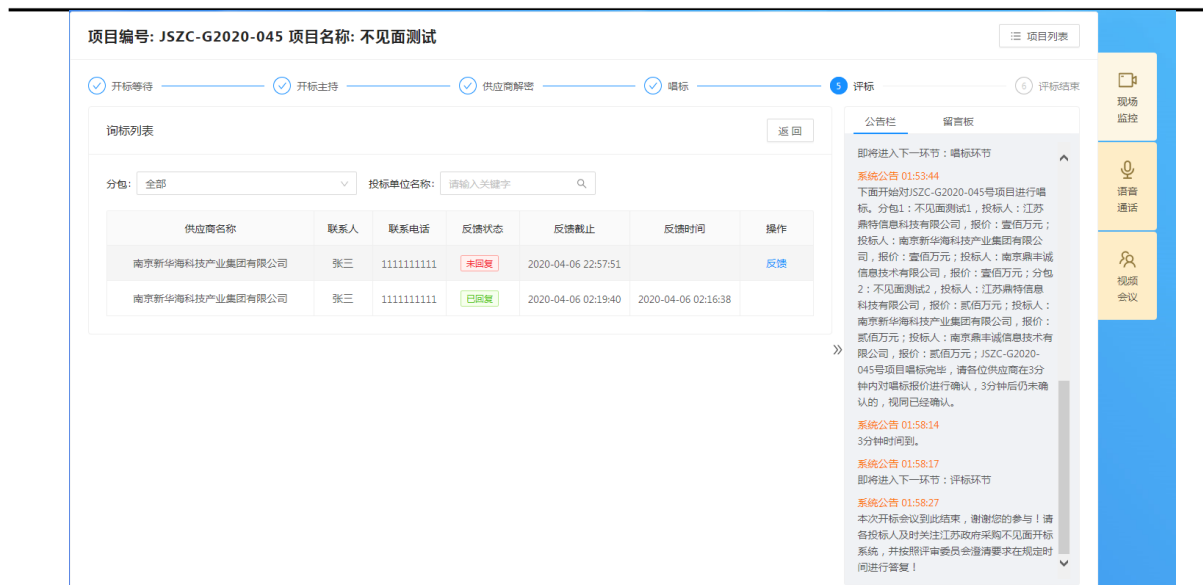 项目编号: JSZC-G2020-045 项目名称: 不见面测试
项目列表
开标等待
开标主持
供应商解密
唱标
5 评标
6 评标结束
询标列表
返 回
分包: 全部
投标单位名称: 请输入关键字
供应商名称 联系人 联系电话 反馈状态 反馈截止 反馈时间 操作
南京新华海科技产业集团有限公司 张三 1111111111 未回复 2020-04-06 22:57:51 反馈
南京新华海科技产业集团有限公司 张三 1111111111 已回复 2020-04-06 02:19:40 2020-04-06 02:16:38
公告栏 留言板
即将进入下一环节：唱标环节
系统公告 01:53:44
下面开始对JSZC-G2020-045号项目进行唱
标。分包1：不见面测试1，投标人：江苏
鼎特信息科技有限公司，报价：壹佰万元；
投标人：南京新华海科技产业集团有限公
司，报价：壹佰万元；投标人：南京鼎丰诚
信息技术有限公司，报价：壹佰万元；分包
2：不见面测试2，投标人：江苏鼎特信息
科技有限公司，报价：贰佰万元；投标人：
南京新华海科技产业集团有限公司，报价：
贰佰万元；投标人：南京鼎丰诚信息技术有
限公司，报价：贰佰万元；JSZC-G2020-
045号项目唱标完毕，请各位供应商在3分
钟内对唱标报价进行确认，3分钟后仍未确
认的，视同已经确认。
系统公告 01:58:14
3分钟时间到。
系统公告 01:58:17
即将进入下一环节：评标环节
系统公告 01:58:27
本次开标会议到此结束，谢谢您的参与！请
各投标人及时关注江苏政府采购不见面开标
系统，并按照评审委员会澄清要求在规定时
间进行答复！
现场
监控
语音
通话
视频
会议